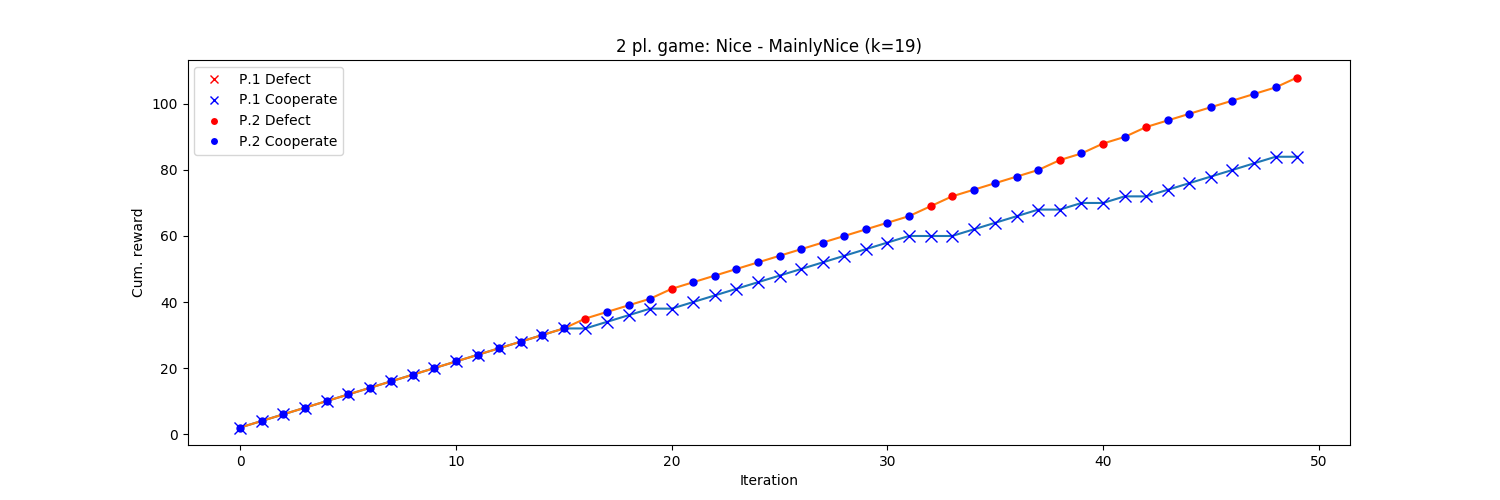 2 pl. game: Nice - MainlyNice (k=19)
P.1 Defect
P.1 Cooperate
P.2 Defect
P.2 Cooperate
Cum. reward
100
80
60
40
20
0
0 10 20 30 40 50
Iteration